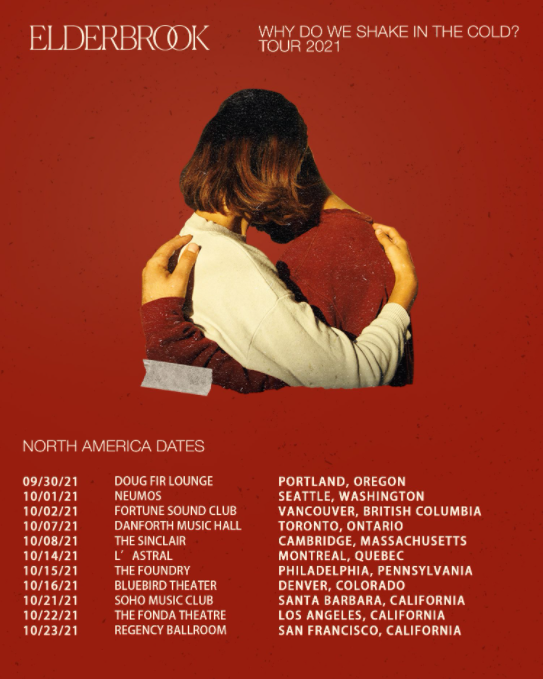 ELDERBROOK
WHY DO WE SHAKE IN THE COLD?
TOUR 2021
NORTH AMERICA DATES
09/30/21 DOUG FIR LOUNGE PORTLAND, OREGON
10/01/21 NEUMOS SEATTLE, WASHINGTON
10/02/21 FORTUNE SOUND CLUB VANCOUVER, BRITISH COLUMBIA
10/07/21 DANFORTH MUSIC HALL TORONTO, ONTARIO
10/08/21 THE SINCLAIR CAMBRIDGE, MASSACHUSETTS
10/14/21 L' ASTRAL MONTREAL, QUEBEC
10/15/21 THE FOUNDRY PHILADELPHIA, PENNSYLVANIA
10/16/21 BLUEBIRD THEATER DENVER, COLORADO
10/21/21 SOHO MUSIC CLUB SANTA BARBARA, CALIFORNIA
10/22/21 THE FONDA THEATRE LOS ANGELES, CALIFORNIA
10/23/21 REGENCY BALLROOM SAN FRANCISCO, CALIFORNIA